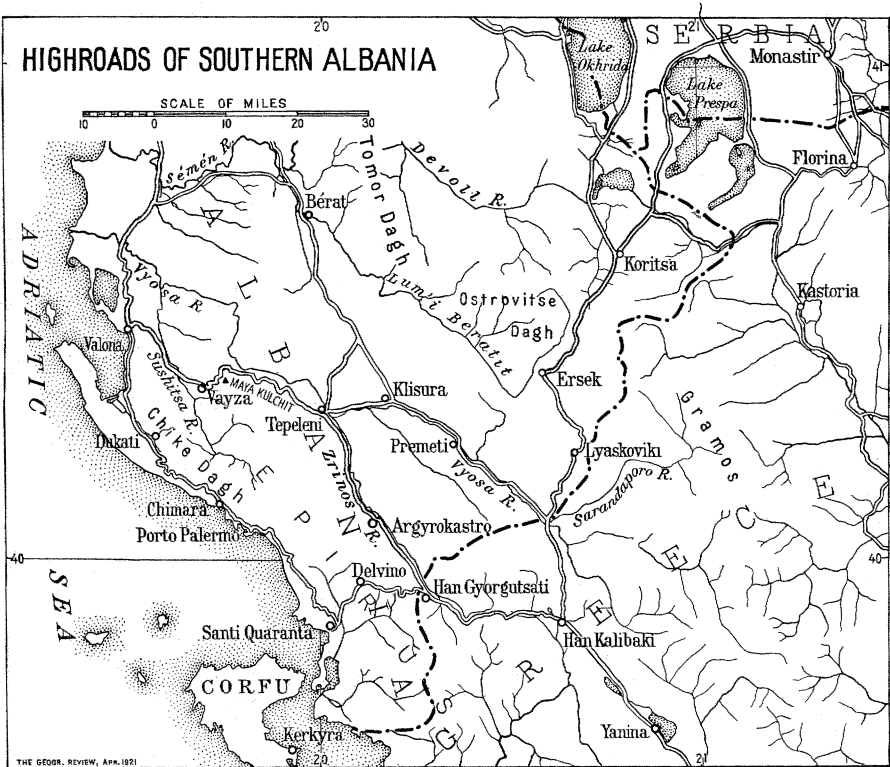 20
21
SERBIA
HIGHROADS OF SOUTHERN ALBANIA
Lake
Okhrida
Monastir
41
41
SCALE OF MILES
10 0 10 20 30
Lake
Prespa
Sémén R.
Tomor Dagh
Devoll R.
Florina
Bérat
ADRIATIC
SEA
ALBANIA
Koritsa
Vyosa R.
Lum'i Beratit
Ostrovitse
Dagh
Kastoria
Valona
Sushitsa R.
Vayza
MAYA KULCHIT
Klisura
Ersek
Tepeleni
Gramos
Dukati
Chíke Dagh
Premeti
Lyaskoviki
Zrinos R.
Vyosa R.
Sarandaporo R.
EPIRUS
GREECE
Chimara
Porto Palermo
Argyrokastro
40
40
Delvino
Han Gyorgutsati
Santi Quaranta
Han Kalibaki
CORFU
Yanina
Kerkyra
THE GEOGR. REVIEW, APR. 1921
20
21